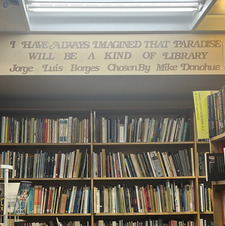 I HAVE ALWAYS IMAGINED THAT PARADISE
WILL BE A KIND OF LIBRARY
Jorge Luis Borges Chosen By Mike Donohue